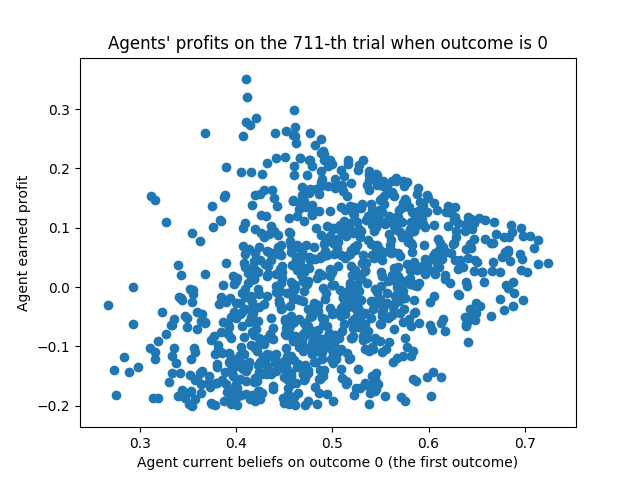 Agents' profits on the 711-th trial when outcome is 0
Agent earned profit
0.3
0.2
0.1
0.0
−0.1
−0.2
0.3 0.4 0.5 0.6 0.7
Agent current beliefs on outcome 0 (the first outcome)